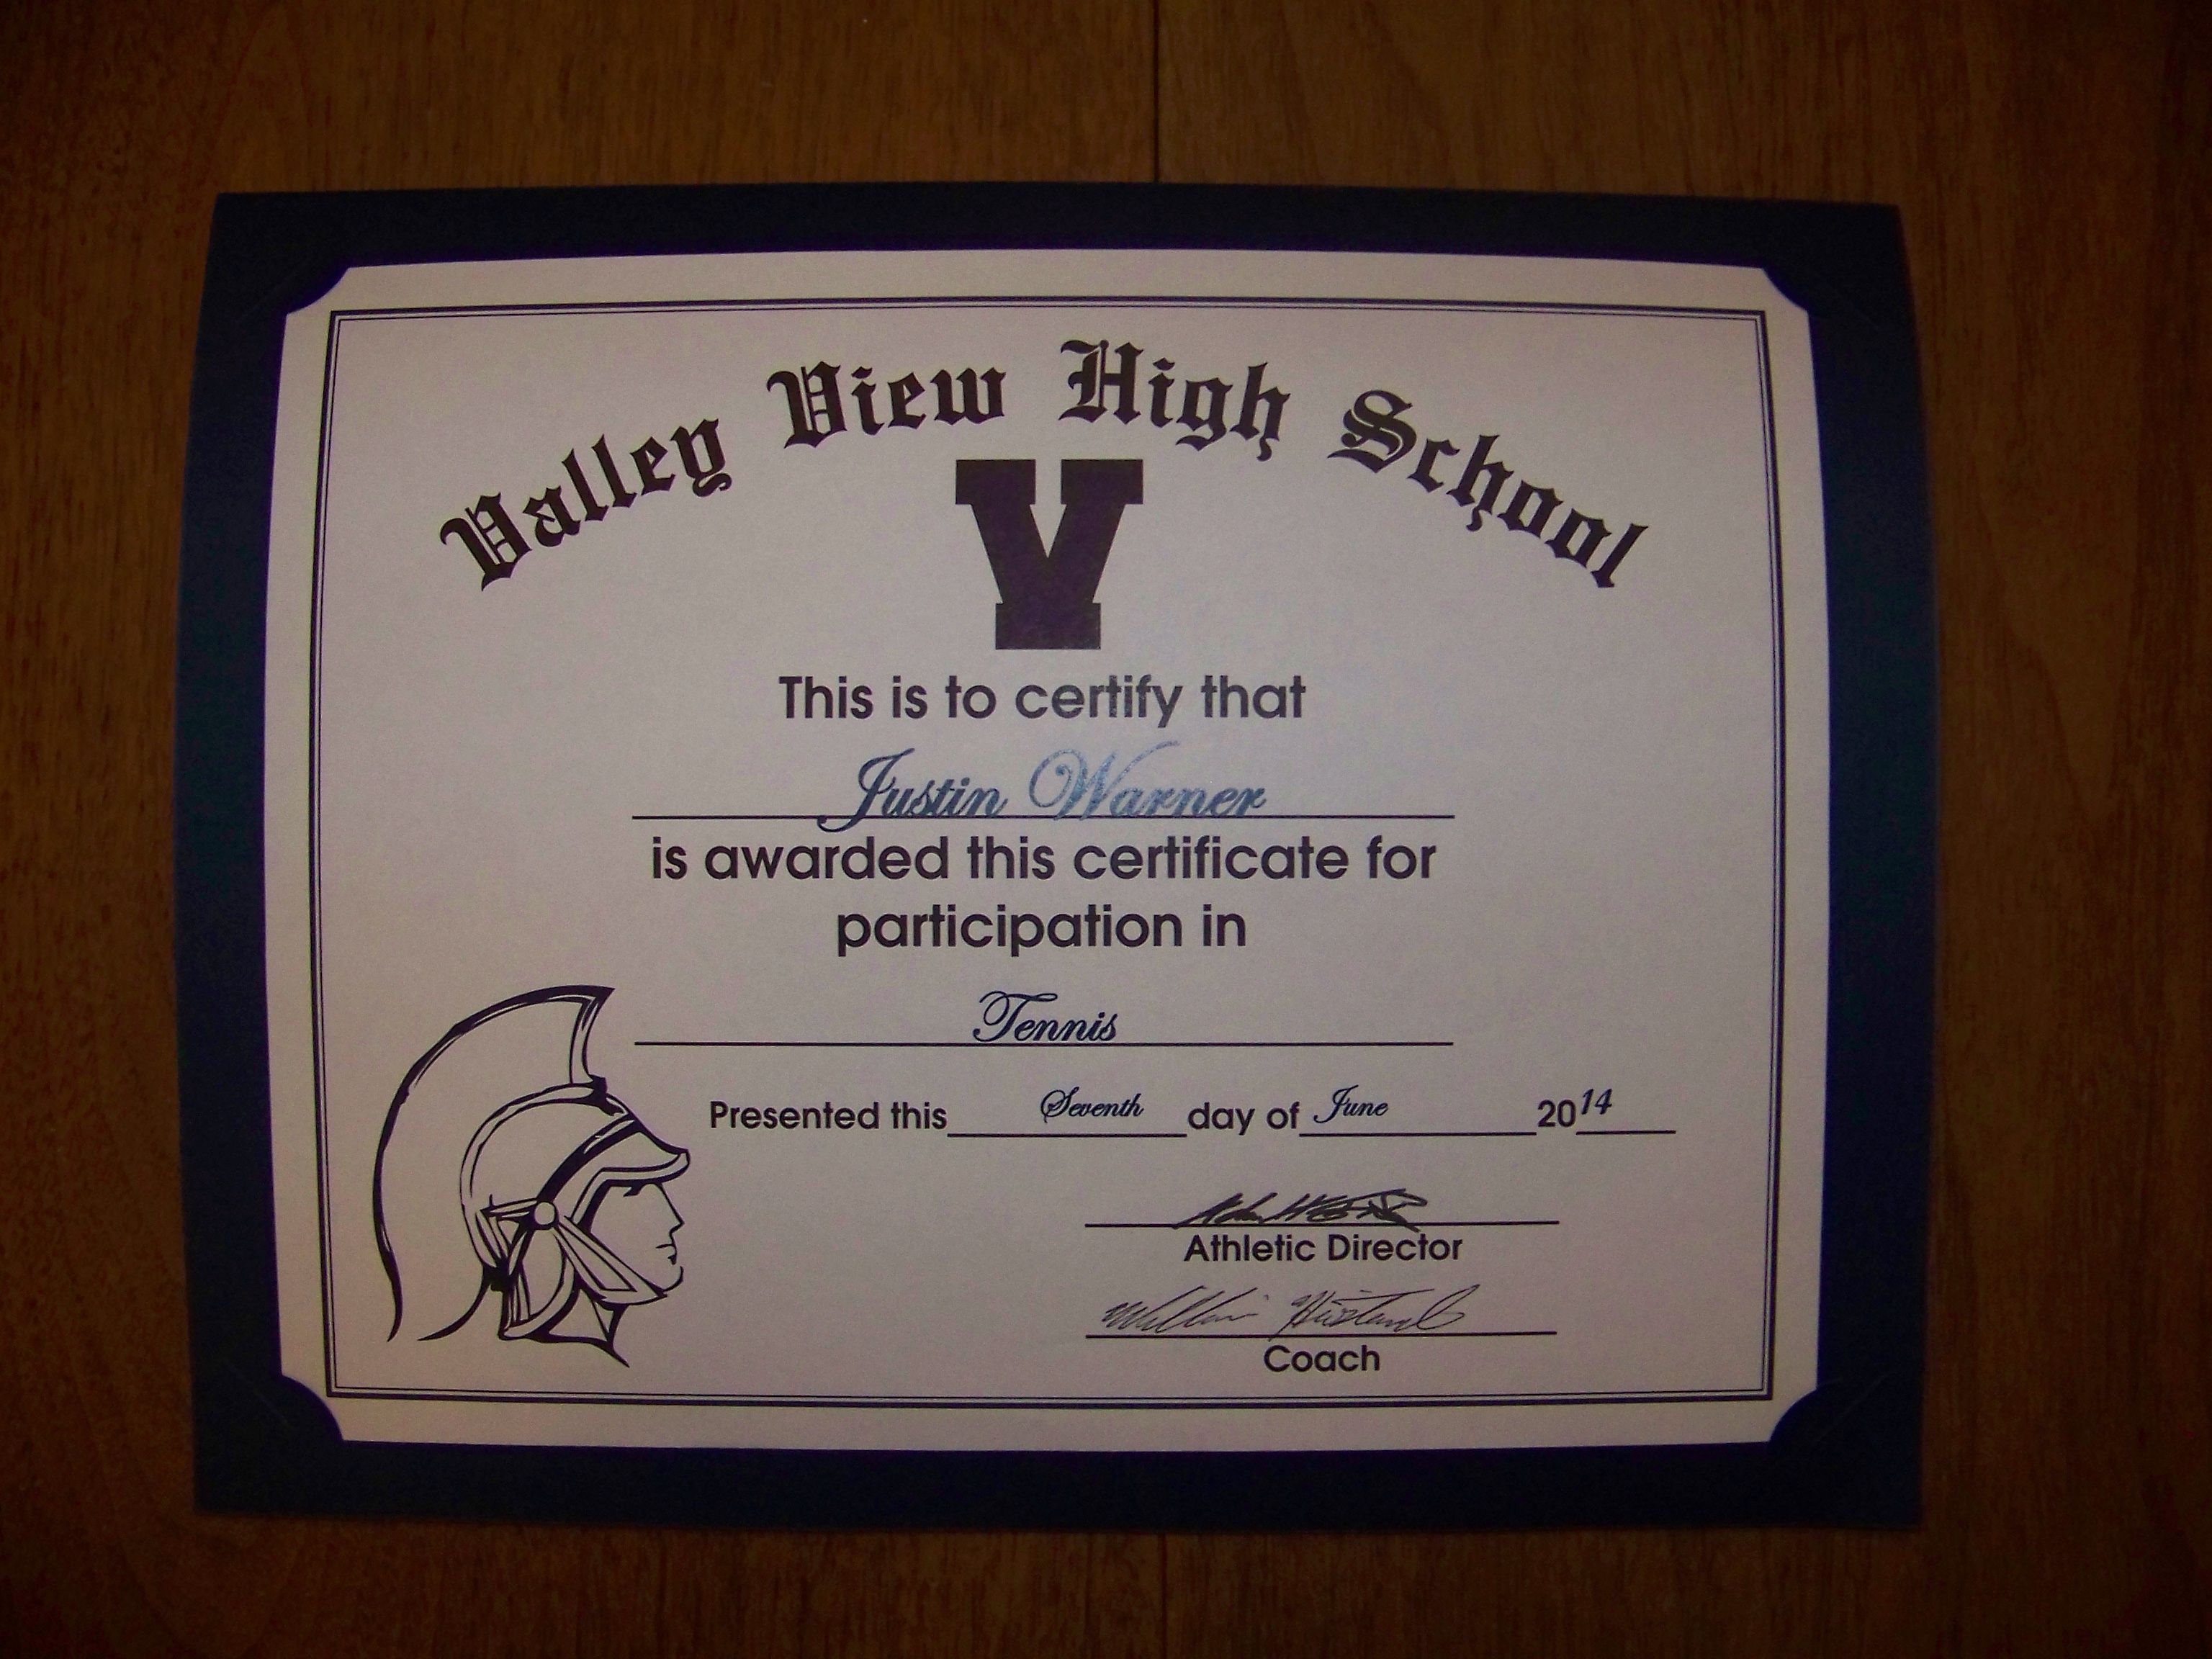 Valley View High School
V
This is to certify that
Justin Warner
is awarded this certificate for
participation in
Tennis
Presented this Seventh day of June 2014
Athletic Director
Coach